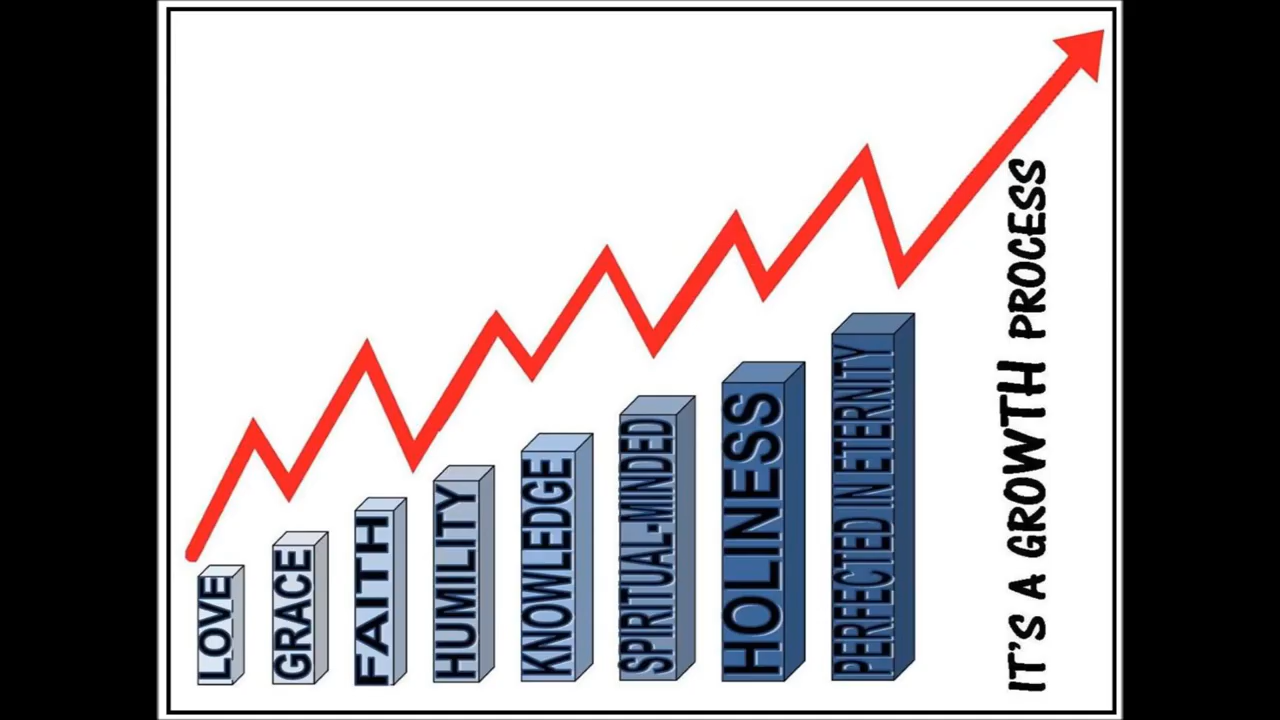 LOVE
GRACE
FAITH
HUMILITY
KNOWLEDGE
SPIRITUAL-MINDED
HOLINESS
PERFECTED IN ETERNITY
IT'S A GROWTH PROCESS